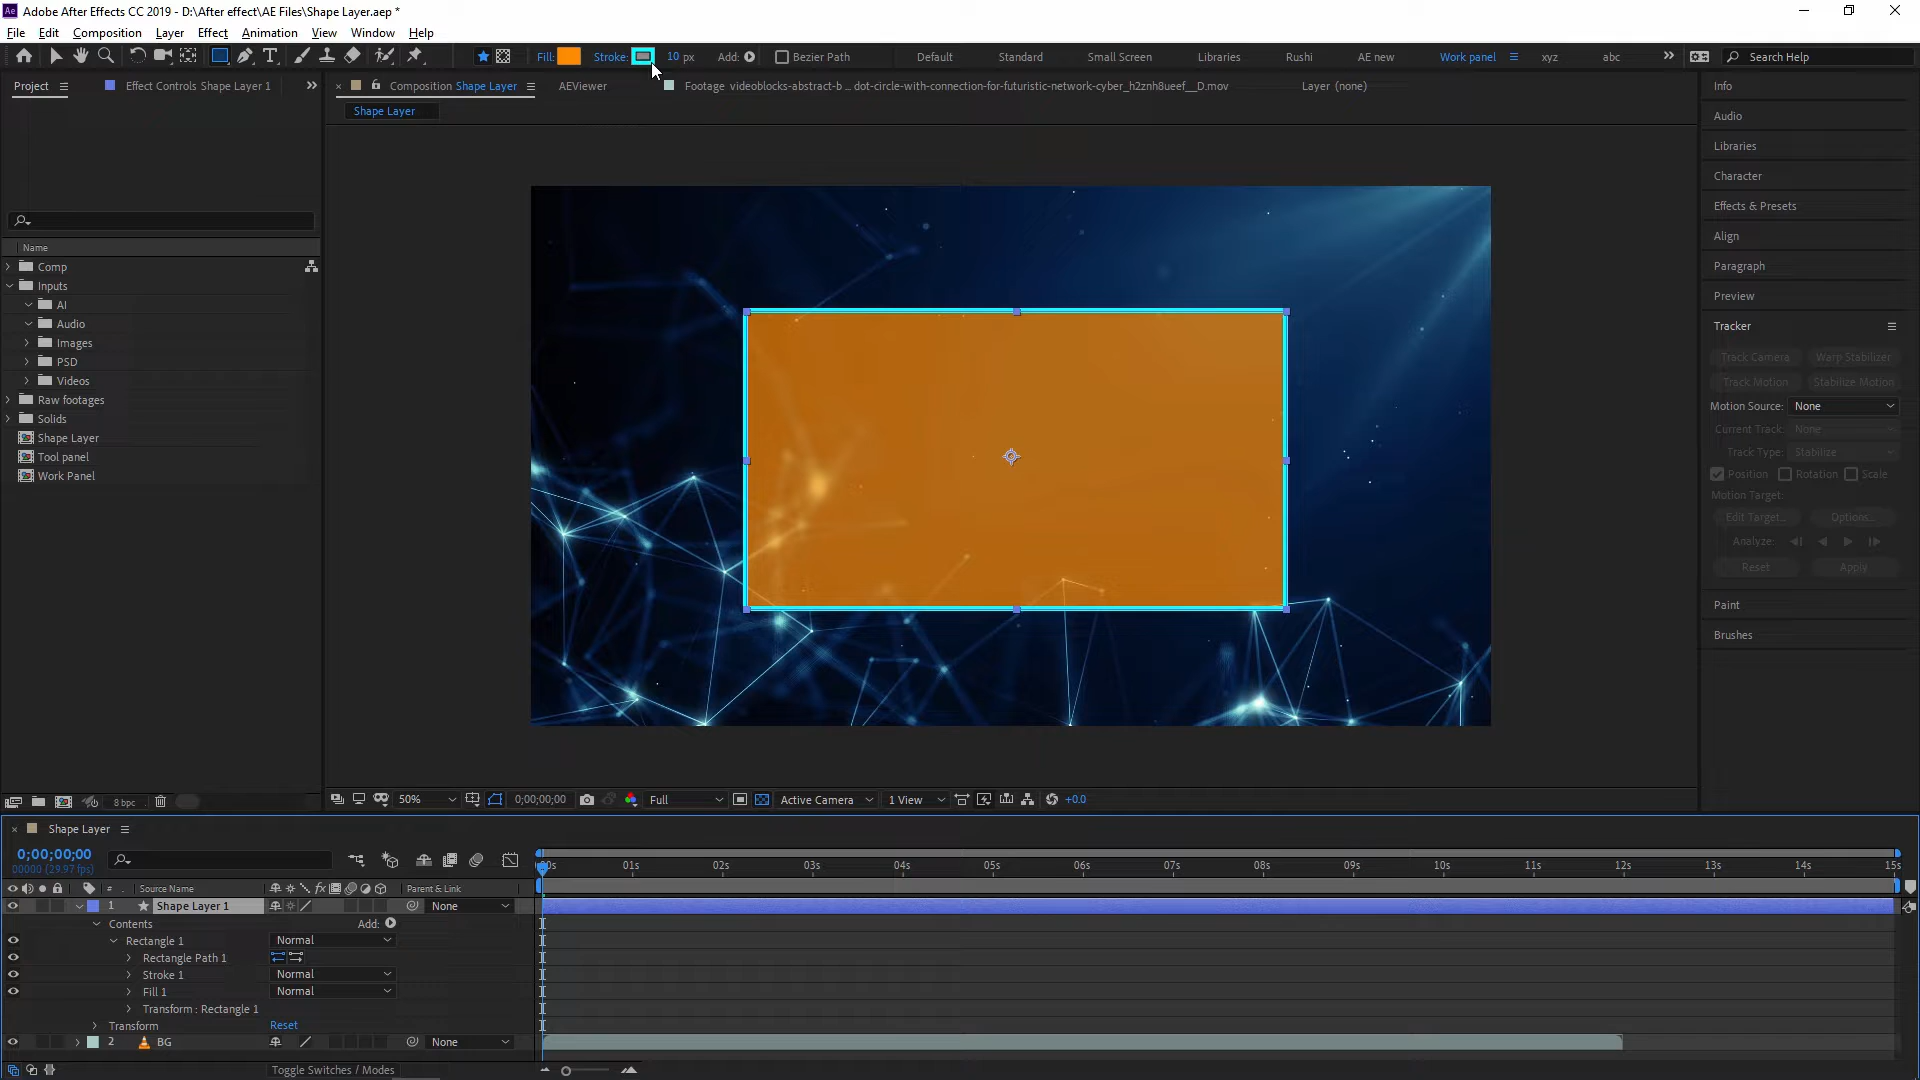 Adobe After Effects CC 2019 - D:\After effect\AE Files\Shape Layer.aep *
File Edit Composition Layer Effect Animation View Window Help
Fill: Stroke: 10 px Add: Bezier Path Default Standard Small Screen Libraries Rushi AE new Work panel xyz abc Search Help
Project Effect Controls Shape Layer 1 Composition Shape Layer AEViewer Footage videoblocks-abstract-b ... dot-circle-with-connection-for-futuristic-network-cyber_h2znh8ueef__D.mov Layer (none) Info
Shape Layer
Audio
Libraries
Character
Effects & Presets
Align
Paragraph
Preview
Tracker
Track Camera Warp Stabilizer
Track Motion Stabilize Motion
Motion Source: None
Current Track: None
Track Type: Stabilize
Position Rotation Scale
Motion Target:
Edit Target... Options...
Analyze:
Reset Apply
Paint
Brushes
Name
Comp
Inputs
AI
Audio
Images
PSD
Videos
Raw footages
Solids
Shape Layer
Tool panel
Work Panel
8 bpc
50% 0;00;00;00 Full Active Camera 1 View +0.0
Shape Layer
0;00;00;00
00000 (29.97 fps)
:00s 01s 02s 03s 04s 05s 06s 07s 08s 09s 10s 11s 12s 13s 14s 15s
# Source Name fx Parent & Link
1 Shape Layer 1 None
Contents Add:
Rectangle 1 Normal
Rectangle Path 1
Stroke 1 Normal
Fill 1 Normal
Transform : Rectangle 1
Transform Reset
2 BG None
Toggle Switches / Modes